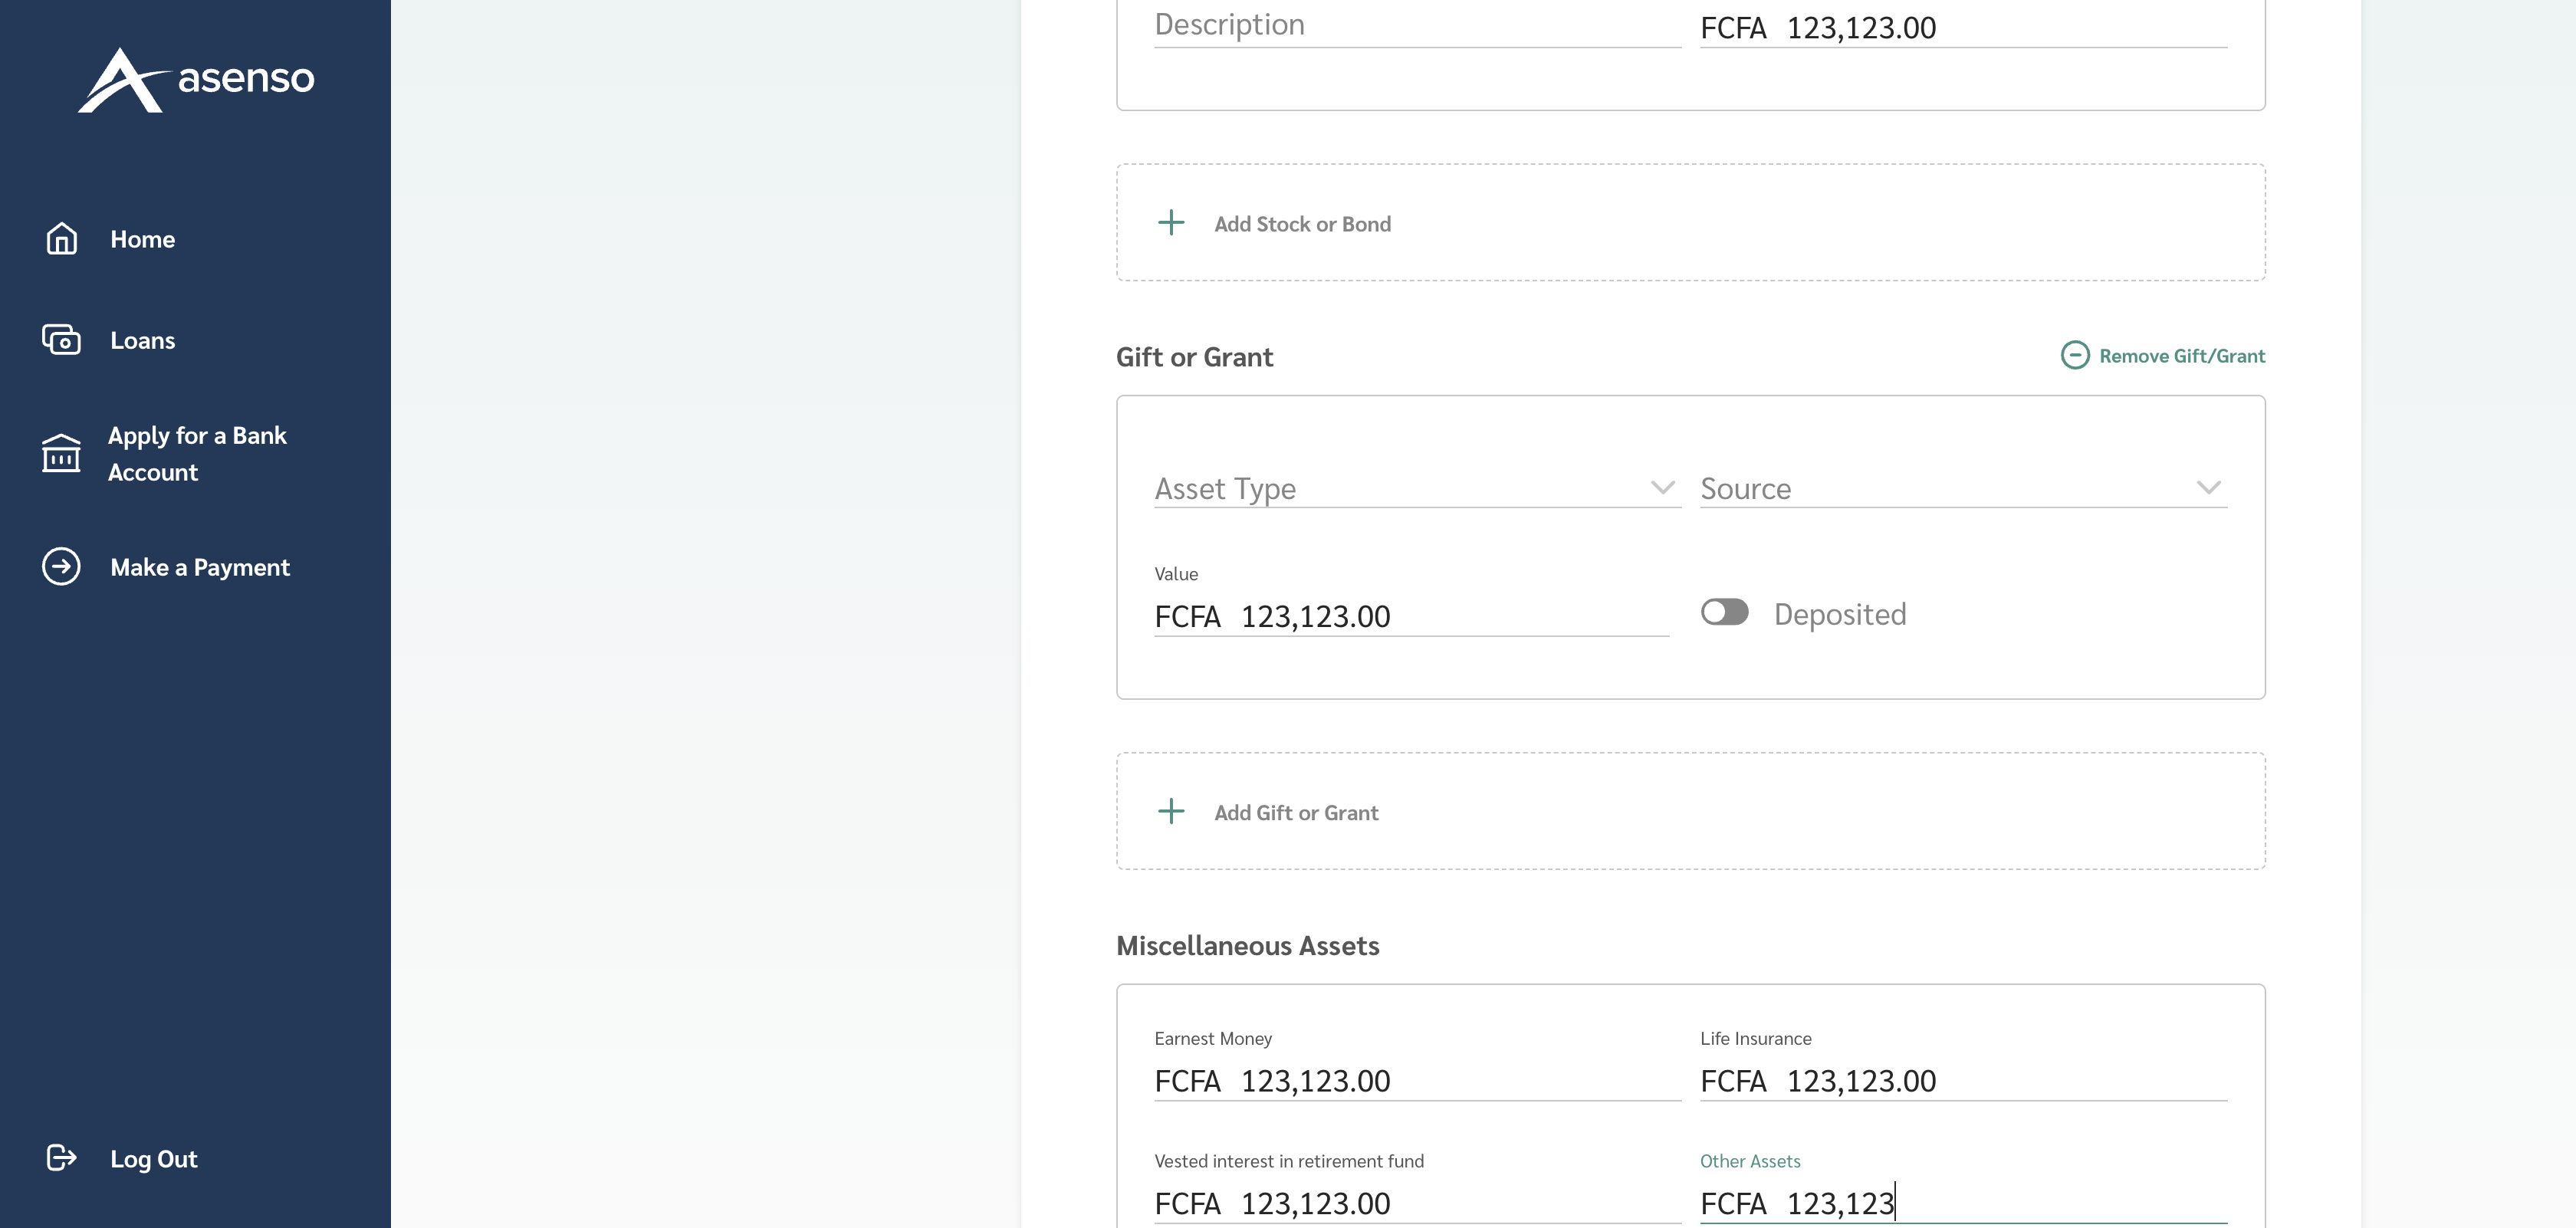 asenso
Home
Loans
Apply for a Bank
Account
Make a Payment
Log Out
Description
FCFA 123,123.00
Add Stock or Bond
Gift or Grant
Remove Gift/Grant
Asset Type
Source
Value
FCFA 123,123.00
Deposited
Add Gift or Grant
Miscellaneous Assets
Earnest Money
Life Insurance
FCFA 123,123.00
FCFA 123,123.00
Vested interest in retirement fund
Other Assets
FCFA 123,123.00
FCFA 123,123